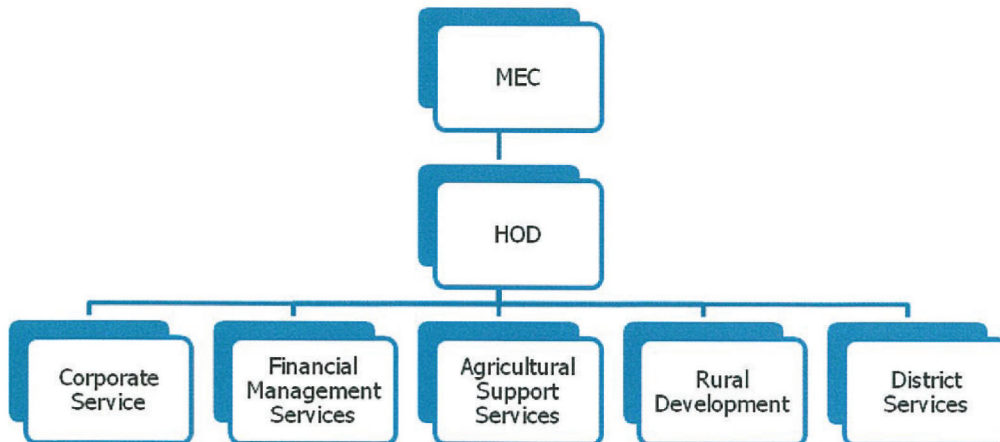 MEC
HOD
Corporate
Service
Financial
Management
Services
Agricultural
Support
Services
Rural
Development
District
Services